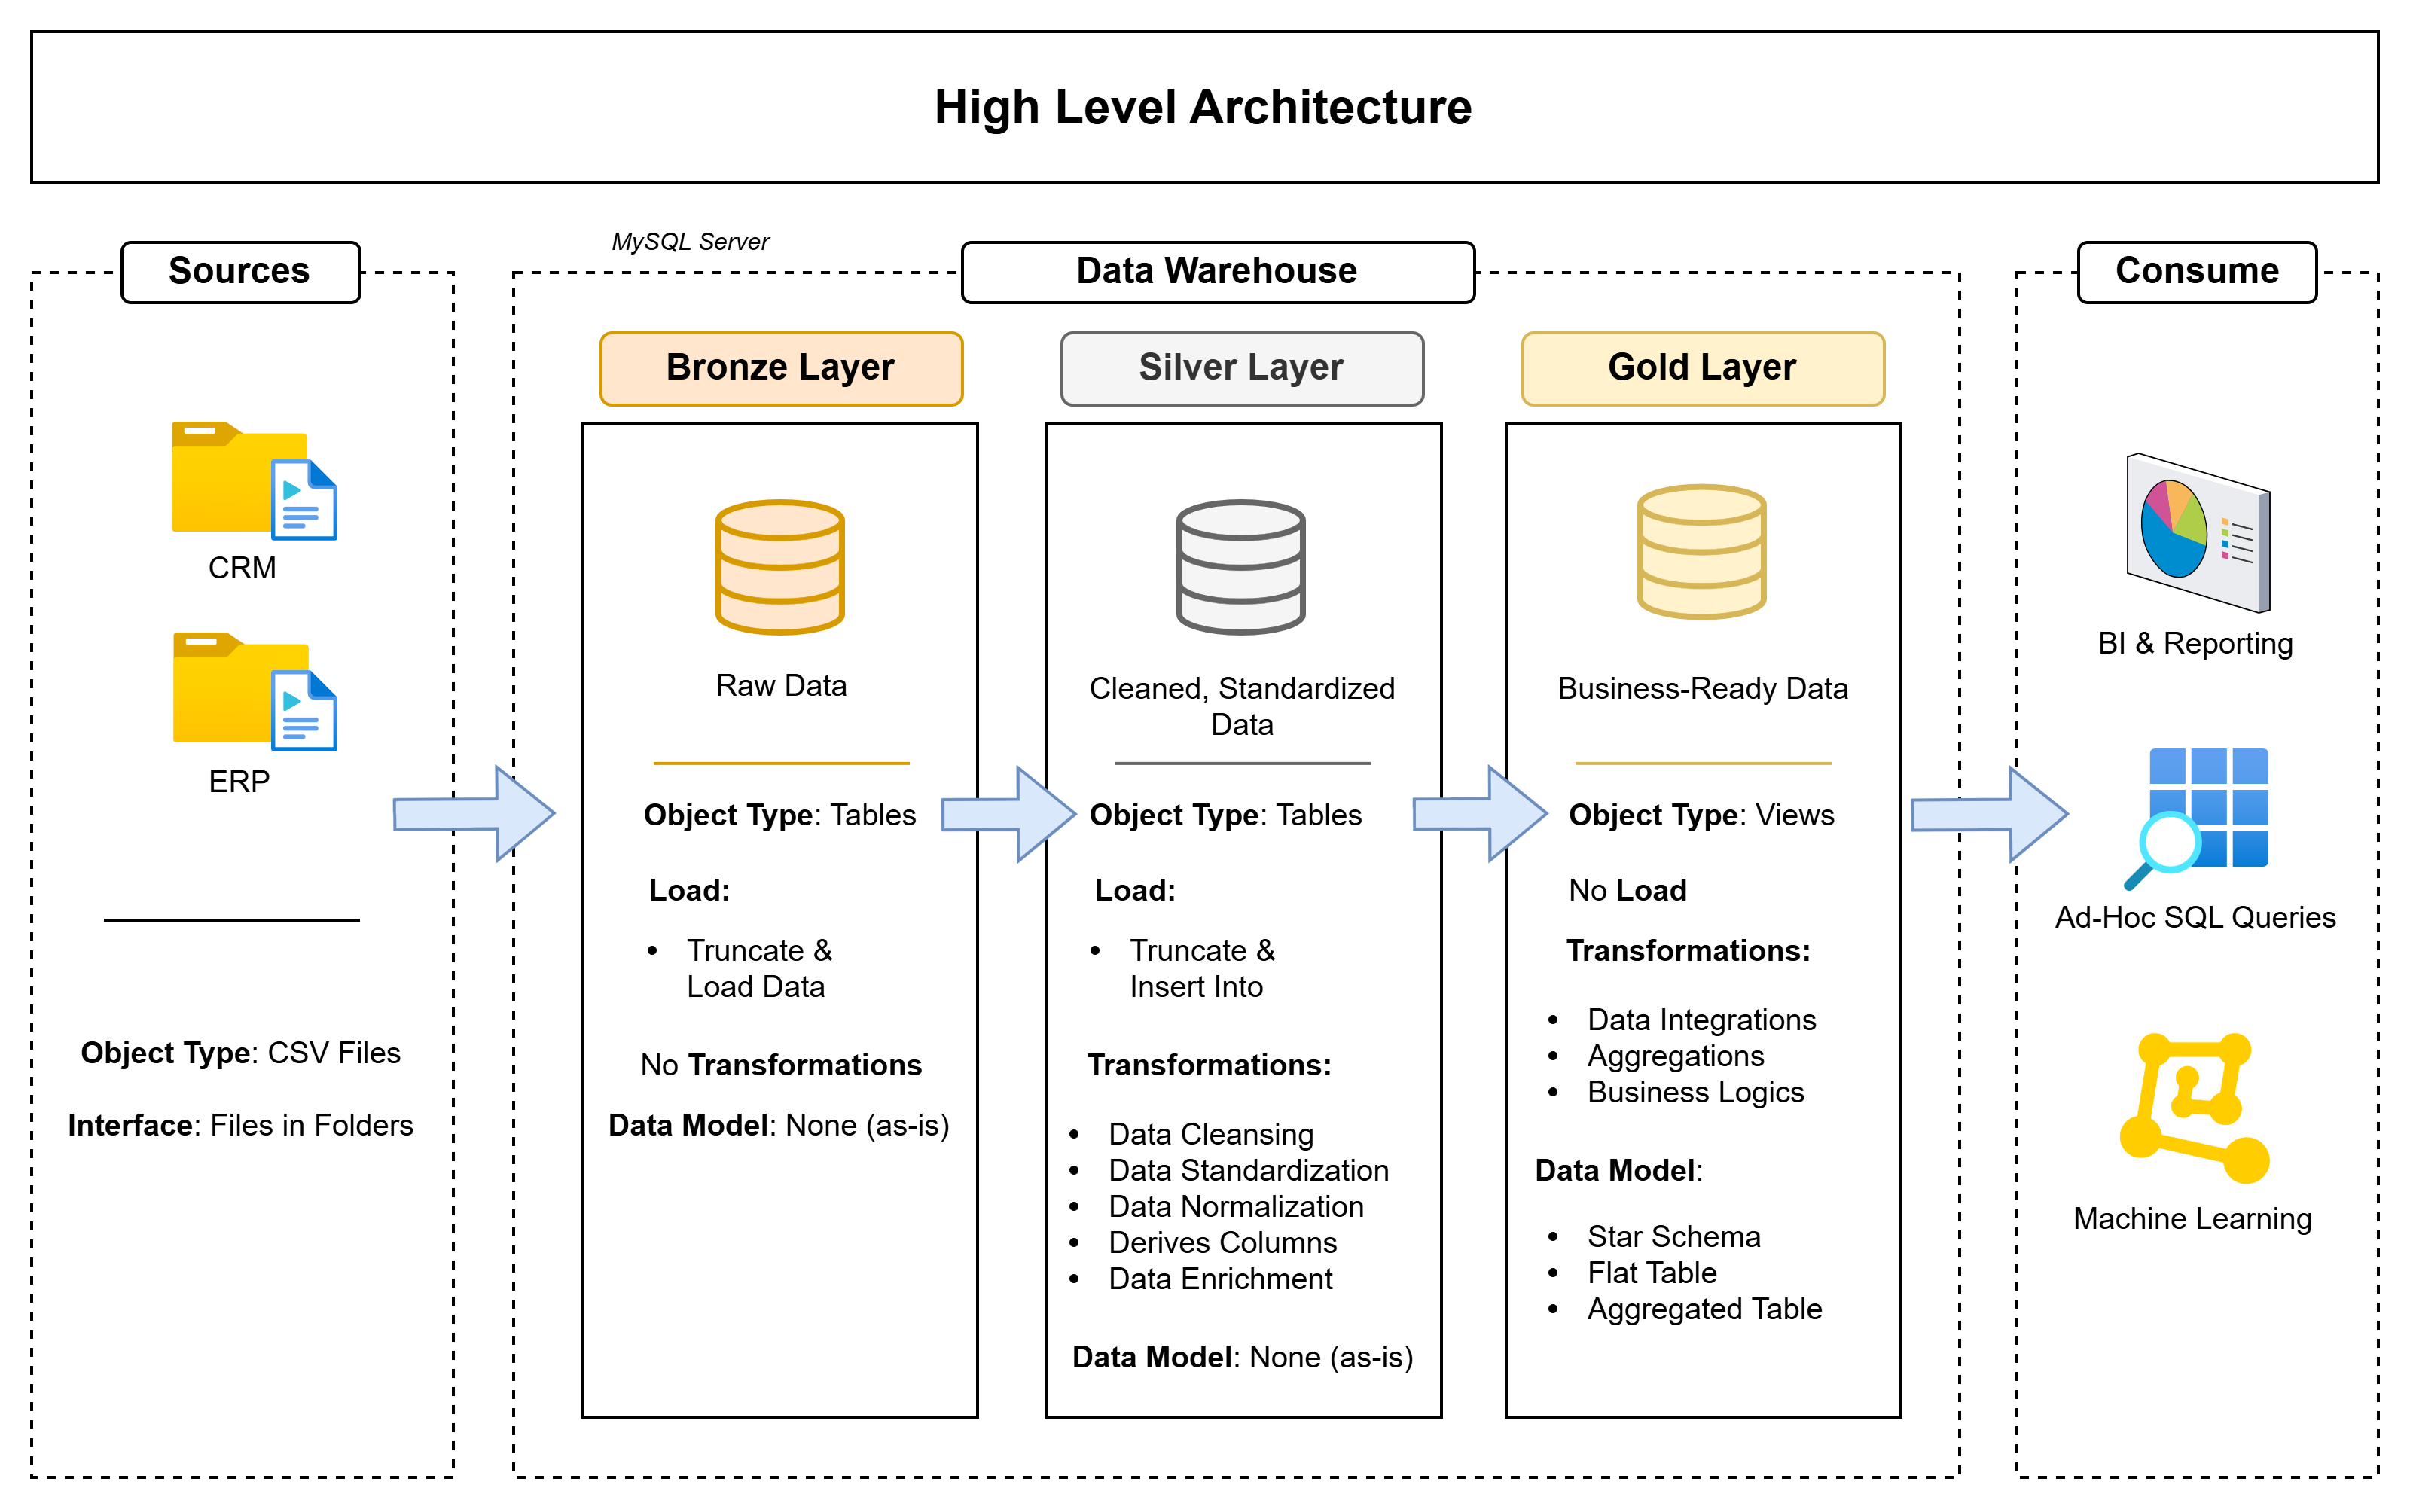 High Level Architecture
MySQL Server
Sources
Data Warehouse
Consume
CRM
ERP
Object Type: CSV Files
Interface: Files in Folders
Bronze Layer
Raw Data
Object Type: Tables
Load:
• Truncate &
Load Data
No Transformations
Data Model: None (as-is)
Silver Layer
Cleaned, Standardized
Data
Object Type: Tables
Load:
• Truncate &
Insert Into
Transformations:
• Data Cleansing
• Data Standardization
• Data Normalization
• Derives Columns
• Data Enrichment
Data Model: None (as-is)
Gold Layer
Business-Ready Data
Object Type: Views
No Load
Transformations:
• Data Integrations
• Aggregations
• Business Logics
Data Model:
• Star Schema
• Flat Table
• Aggregated Table
BI & Reporting
Ad-Hoc SQL Queries
Machine Learning